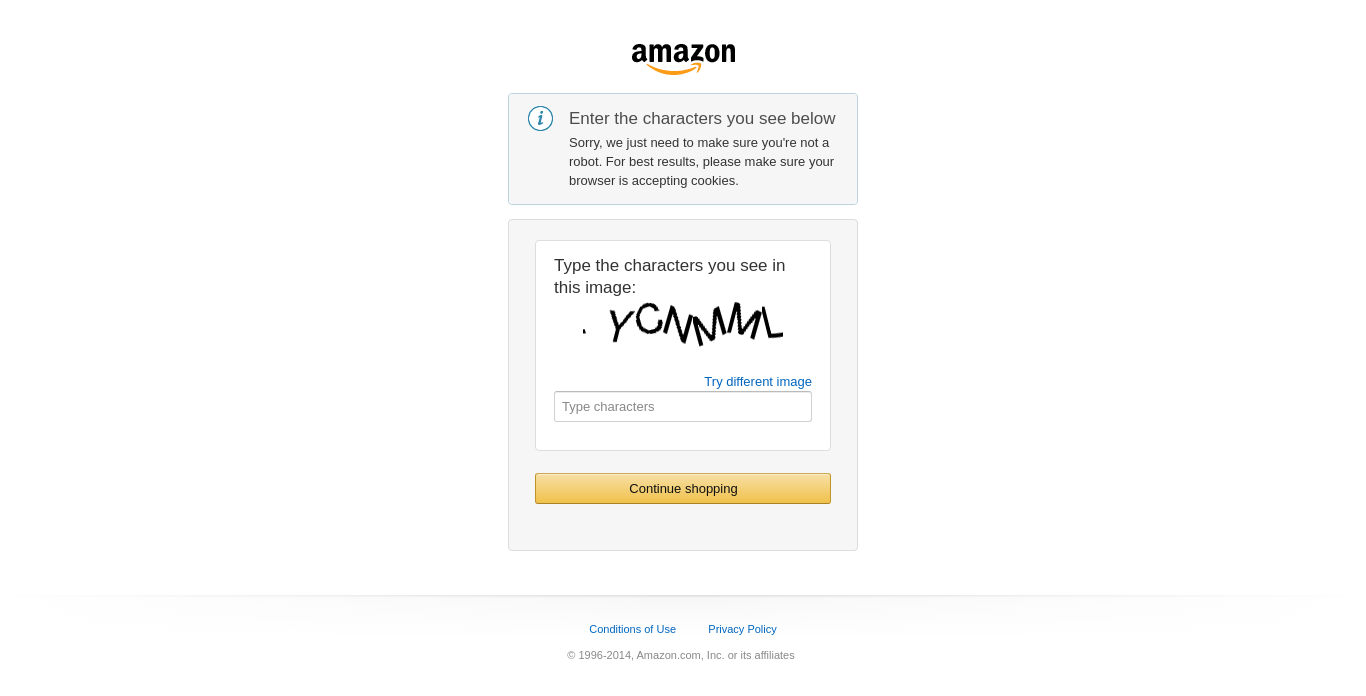 amazon
Enter the characters you see below
Sorry, we just need to make sure you're not a
robot. For best results, please make sure your
browser is accepting cookies.
Type the characters you see in
this image:
Try different image
Type characters
Continue shopping
Conditions of Use Privacy Policy
© 1996-2014, Amazon.com, Inc. or its affiliates